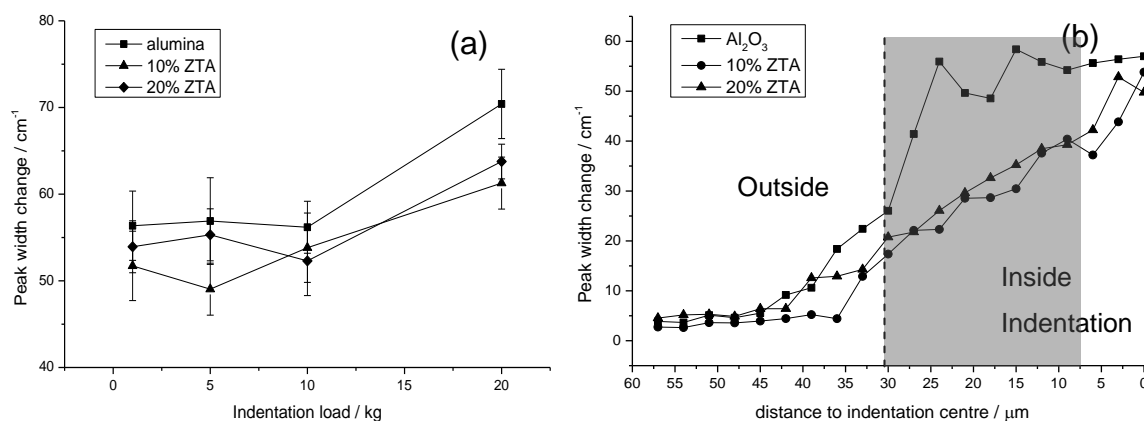 (a)
alumina
10% ZTA
20% ZTA
80
70
60
50
40
Peak width change / cm⁻¹
0
5
10
15
20
Indentation load / kg
(b)
Al₂O₃
10% ZTA
20% ZTA
60
50
40
30
20
10
0
Peak width change / cm⁻¹
Outside
Inside
Indentation
60 55 50 45 40 35 30 25 20 15 10 5 0
distance to indentation centre / μm